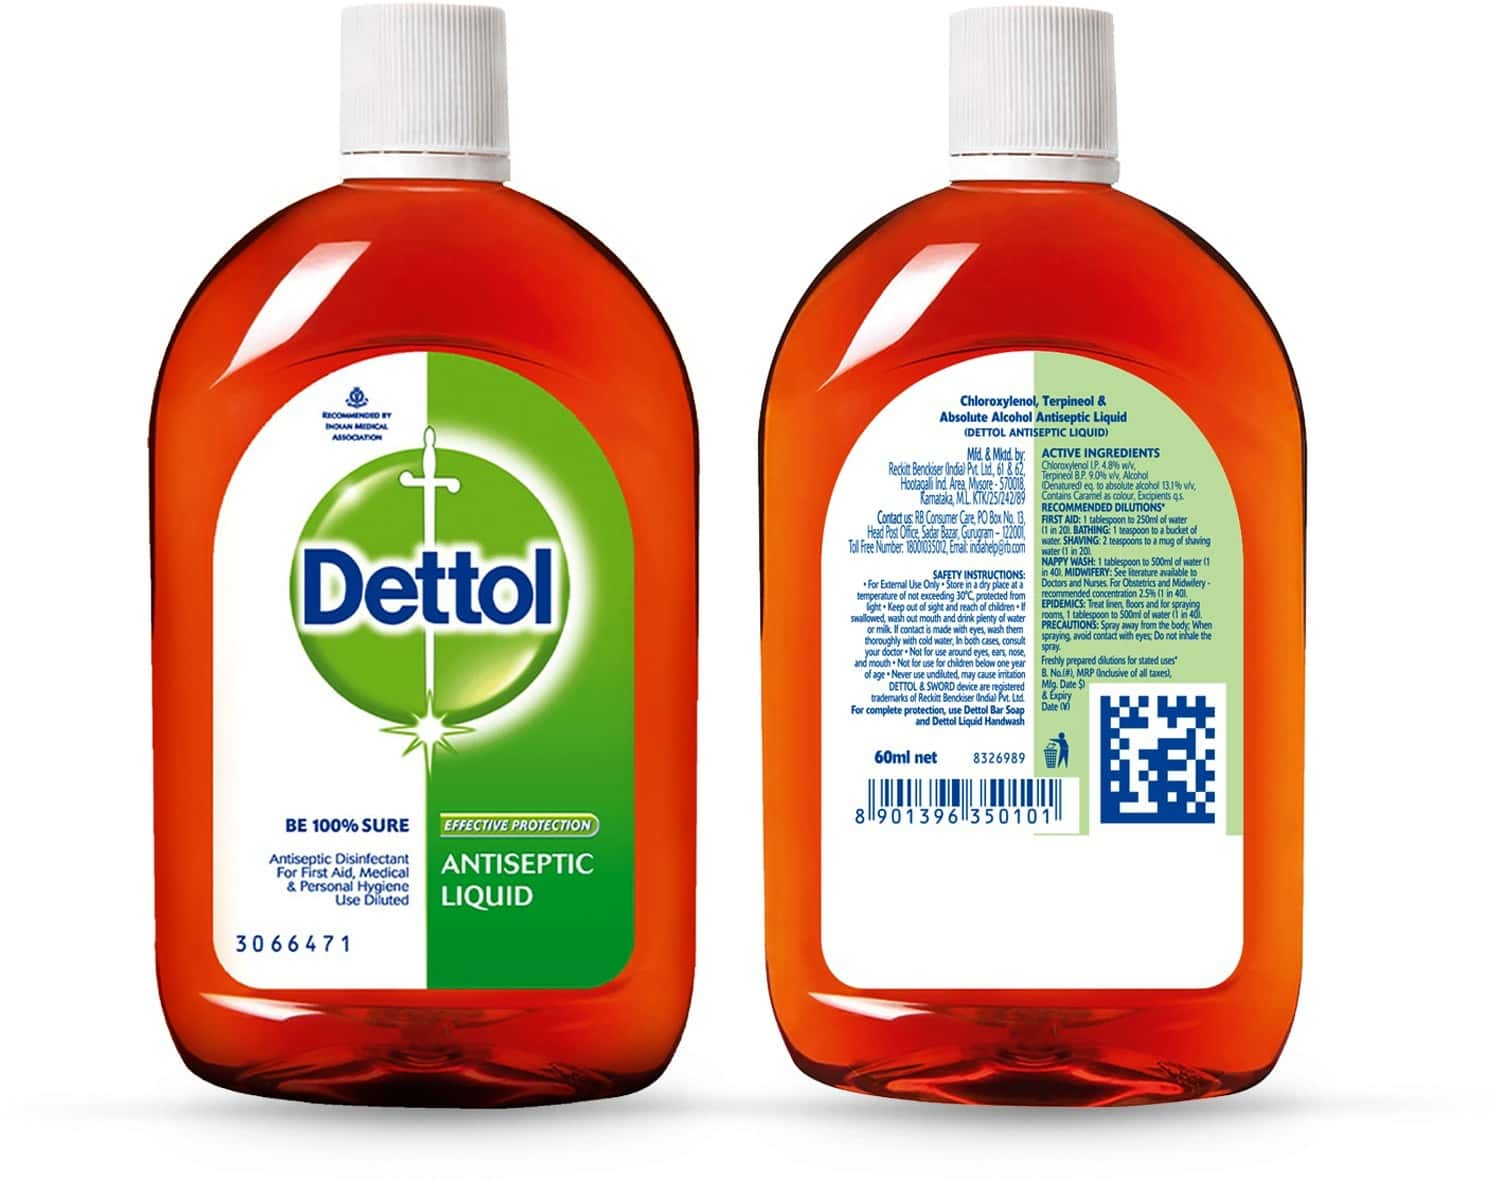 RECOMMENDED BY
INDIAN MEDICAL
ASSOCIATION
Dettol
BE 100% SURE
Antiseptic Disinfectant
For First Aid, Medical
& Personal Hygiene
Use Diluted
3066471
EFFECTIVE PROTECTION
ANTISEPTIC
LIQUID
Chloroxylenol, Terpineol &
Absolute Alcohol Antiseptic Liquid
(DETTOL ANTISEPTIC LIQUID)
Mfd. & Mktd. by:
Reckitt Benckiser (India) Pvt. Ltd., 61 & 62,
Hootagalli Ind. Area, Mysore - 570018,
Karnataka, M.L. KTK/25/242/89
Contact us: RB Consumer Care, PO Box No. 13,
Head Post Office, Sadar Bazar, Gurugram – 122001,
Toll Free Number: 18001035012, Email: indiahelp@rb.com
SAFETY INSTRUCTIONS:
• For External Use Only • Store in a dry place at a
temperature of not exceeding 30°C, protected from
light • Keep out of sight and reach of children • If
swallowed, wash out mouth and drink plenty of water
or milk. If contact is made with eyes, wash them
thoroughly with cold water, In both cases, consult
your doctor • Not for use around eyes, ears, nose,
and mouth • Not for use for children below one year
of age • Never use undiluted, may cause irritation
DETTOL & SWORD device are registered
trademarks of Reckitt Benckiser (India) Pvt. Ltd.
For complete protection, use Dettol Bar Soap
and Dettol Liquid Handwash
60ml net
8326989
8 901396 350101
ACTIVE INGREDIENTS
Chloroxylenol I.P. 4.8% w/v,
Terpineol B.P. 9.0% v/v, Alcohol
(Denatured) eq. to absolute alcohol 13.1% v/v,
Contains Caramel as colour, Excipients q.s.
RECOMMENDED DILUTIONS*
FIRST AID: 1 tablespoon to 250ml of water
(1 in 20). BATHING: 1 teaspoon to a bucket of
water. SHAVING: 2 teaspoons to a mug of shaving
water (1 in 20).
NAPPY WASH: 1 tablespoon to 500ml of water (1
in 40). MIDWIFERY: See literature available to
Doctors and Nurses. For Obstetrics and Midwifery -
recommended concentration 2.5% (1 in 40).
EPIDEMICS: Treat linen, floors and for spraying
rooms, 1 tablespoon to 500ml of water (1 in 40).
PRECAUTIONS: Spray away from the body: When
spraying, avoid contact with eyes; Do not inhale the
spray.
Freshly prepared dilutions for stated uses*
B. No.(#), MRP (Inclusive of all taxes),
Mfg. Date $)
& Expiry
Date (¥)